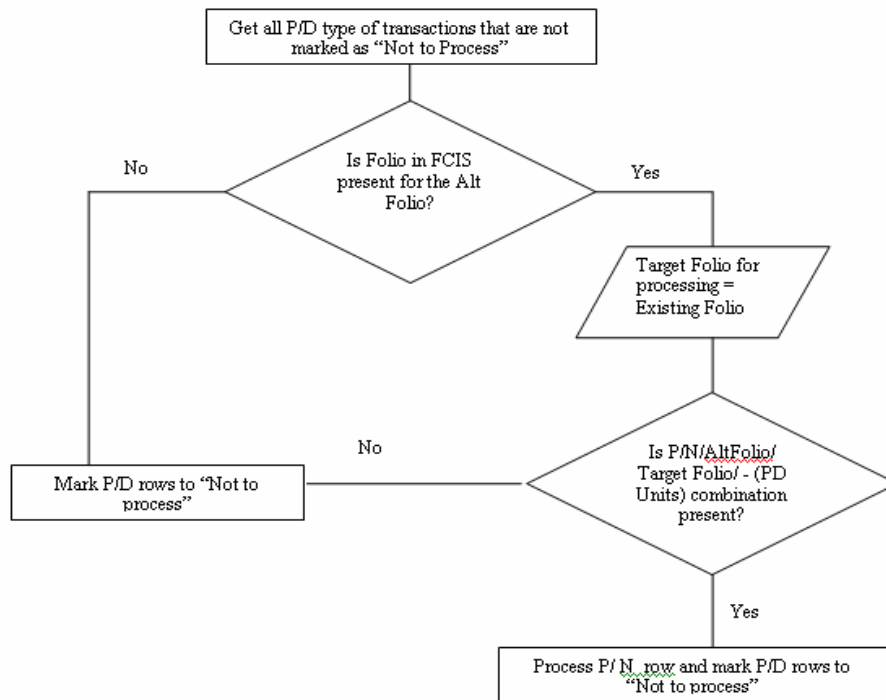 Get all P/D type of transactions that are not
marked as “Not to Process”
Is Folio in FCIS
present for the Alt
Folio?
No
Yes
Target Folio for
processing =
Existing Folio
Is P/N/AltFolio/
Target Folio/ - (PD
Units) combination
present?
No
Mark P/D rows to “Not to
process”
Yes
Process P/ N  row and mark P/D rows to
“Not to process”